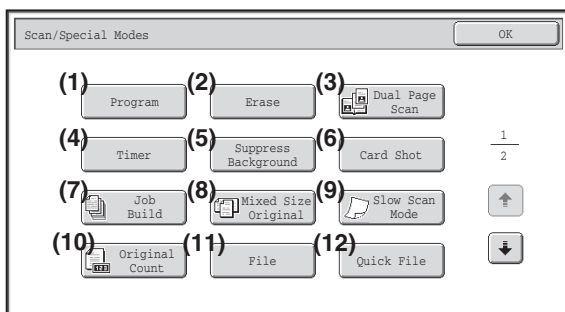 Scan/Special Modes
OK
(1)
Program
(2)
Erase
(3)
Dual Page
Scan
(4)
Timer
(5)
Suppress
Background
(6)
Card Shot
1
2
(7)
Job
Build
(8)
Mixed Size
Original
(9)
Slow Scan
Mode
(10)
Original
Count
123
(11)
File
(12)
Quick File